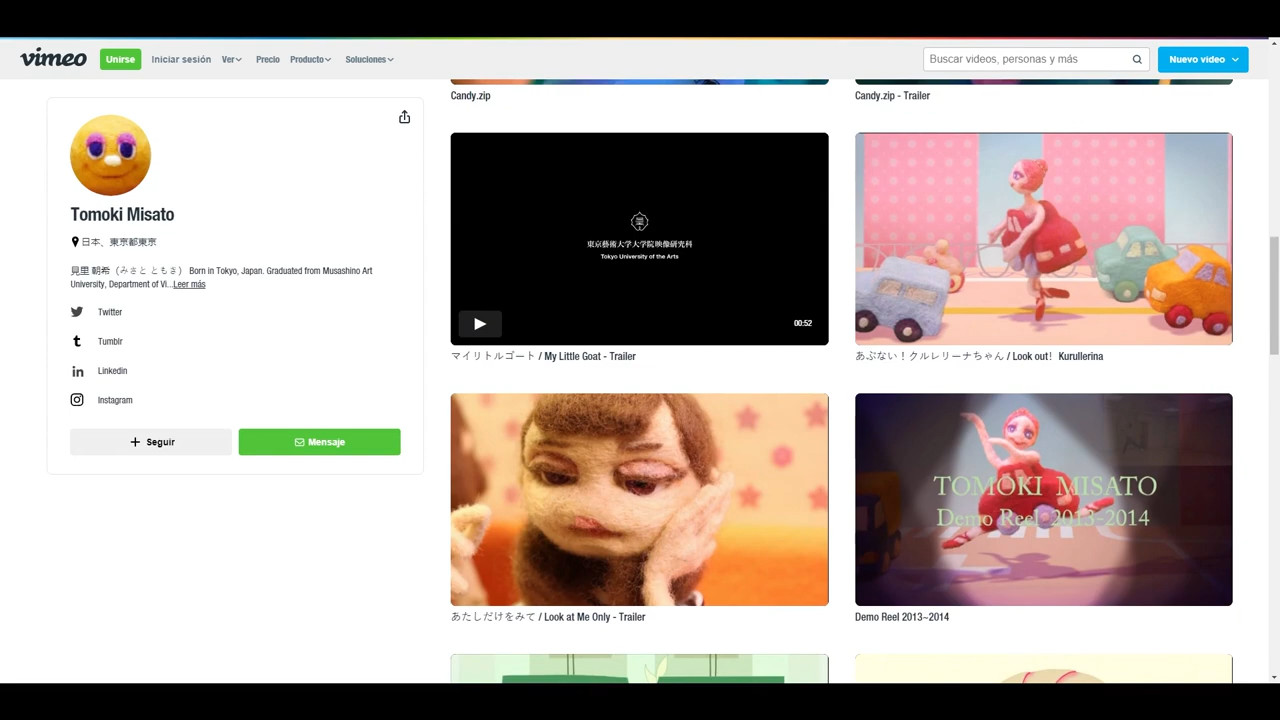 vimeo
Unirse
Iniciar sesión
Ver
Precio
Producto
Soluciones
Buscar videos, personas y más
Nuevo video
Tomoki Misato
日本、東京都東京
見里 朝希（みさと ともき） Born in Tokyo, Japan. Graduated from Musashino Art
University, Department of Vi...Leer más
Twitter
Tumblr
Linkedin
Instagram
Seguir
Mensaje
Candy.zip
Candy.zip - Trailer
東京藝術大学大学院映像研究科
Tokyo University of the Arts
00:52
マイリトルゴート / My Little Goat - Trailer
あぶない！クルレリーナちゃん / Look out！Kurullerina
あたしだけをみて / Look at Me Only - Trailer
TOMOKI MISATO
Demo Reel 2013-2014
Demo Reel 2013~2014